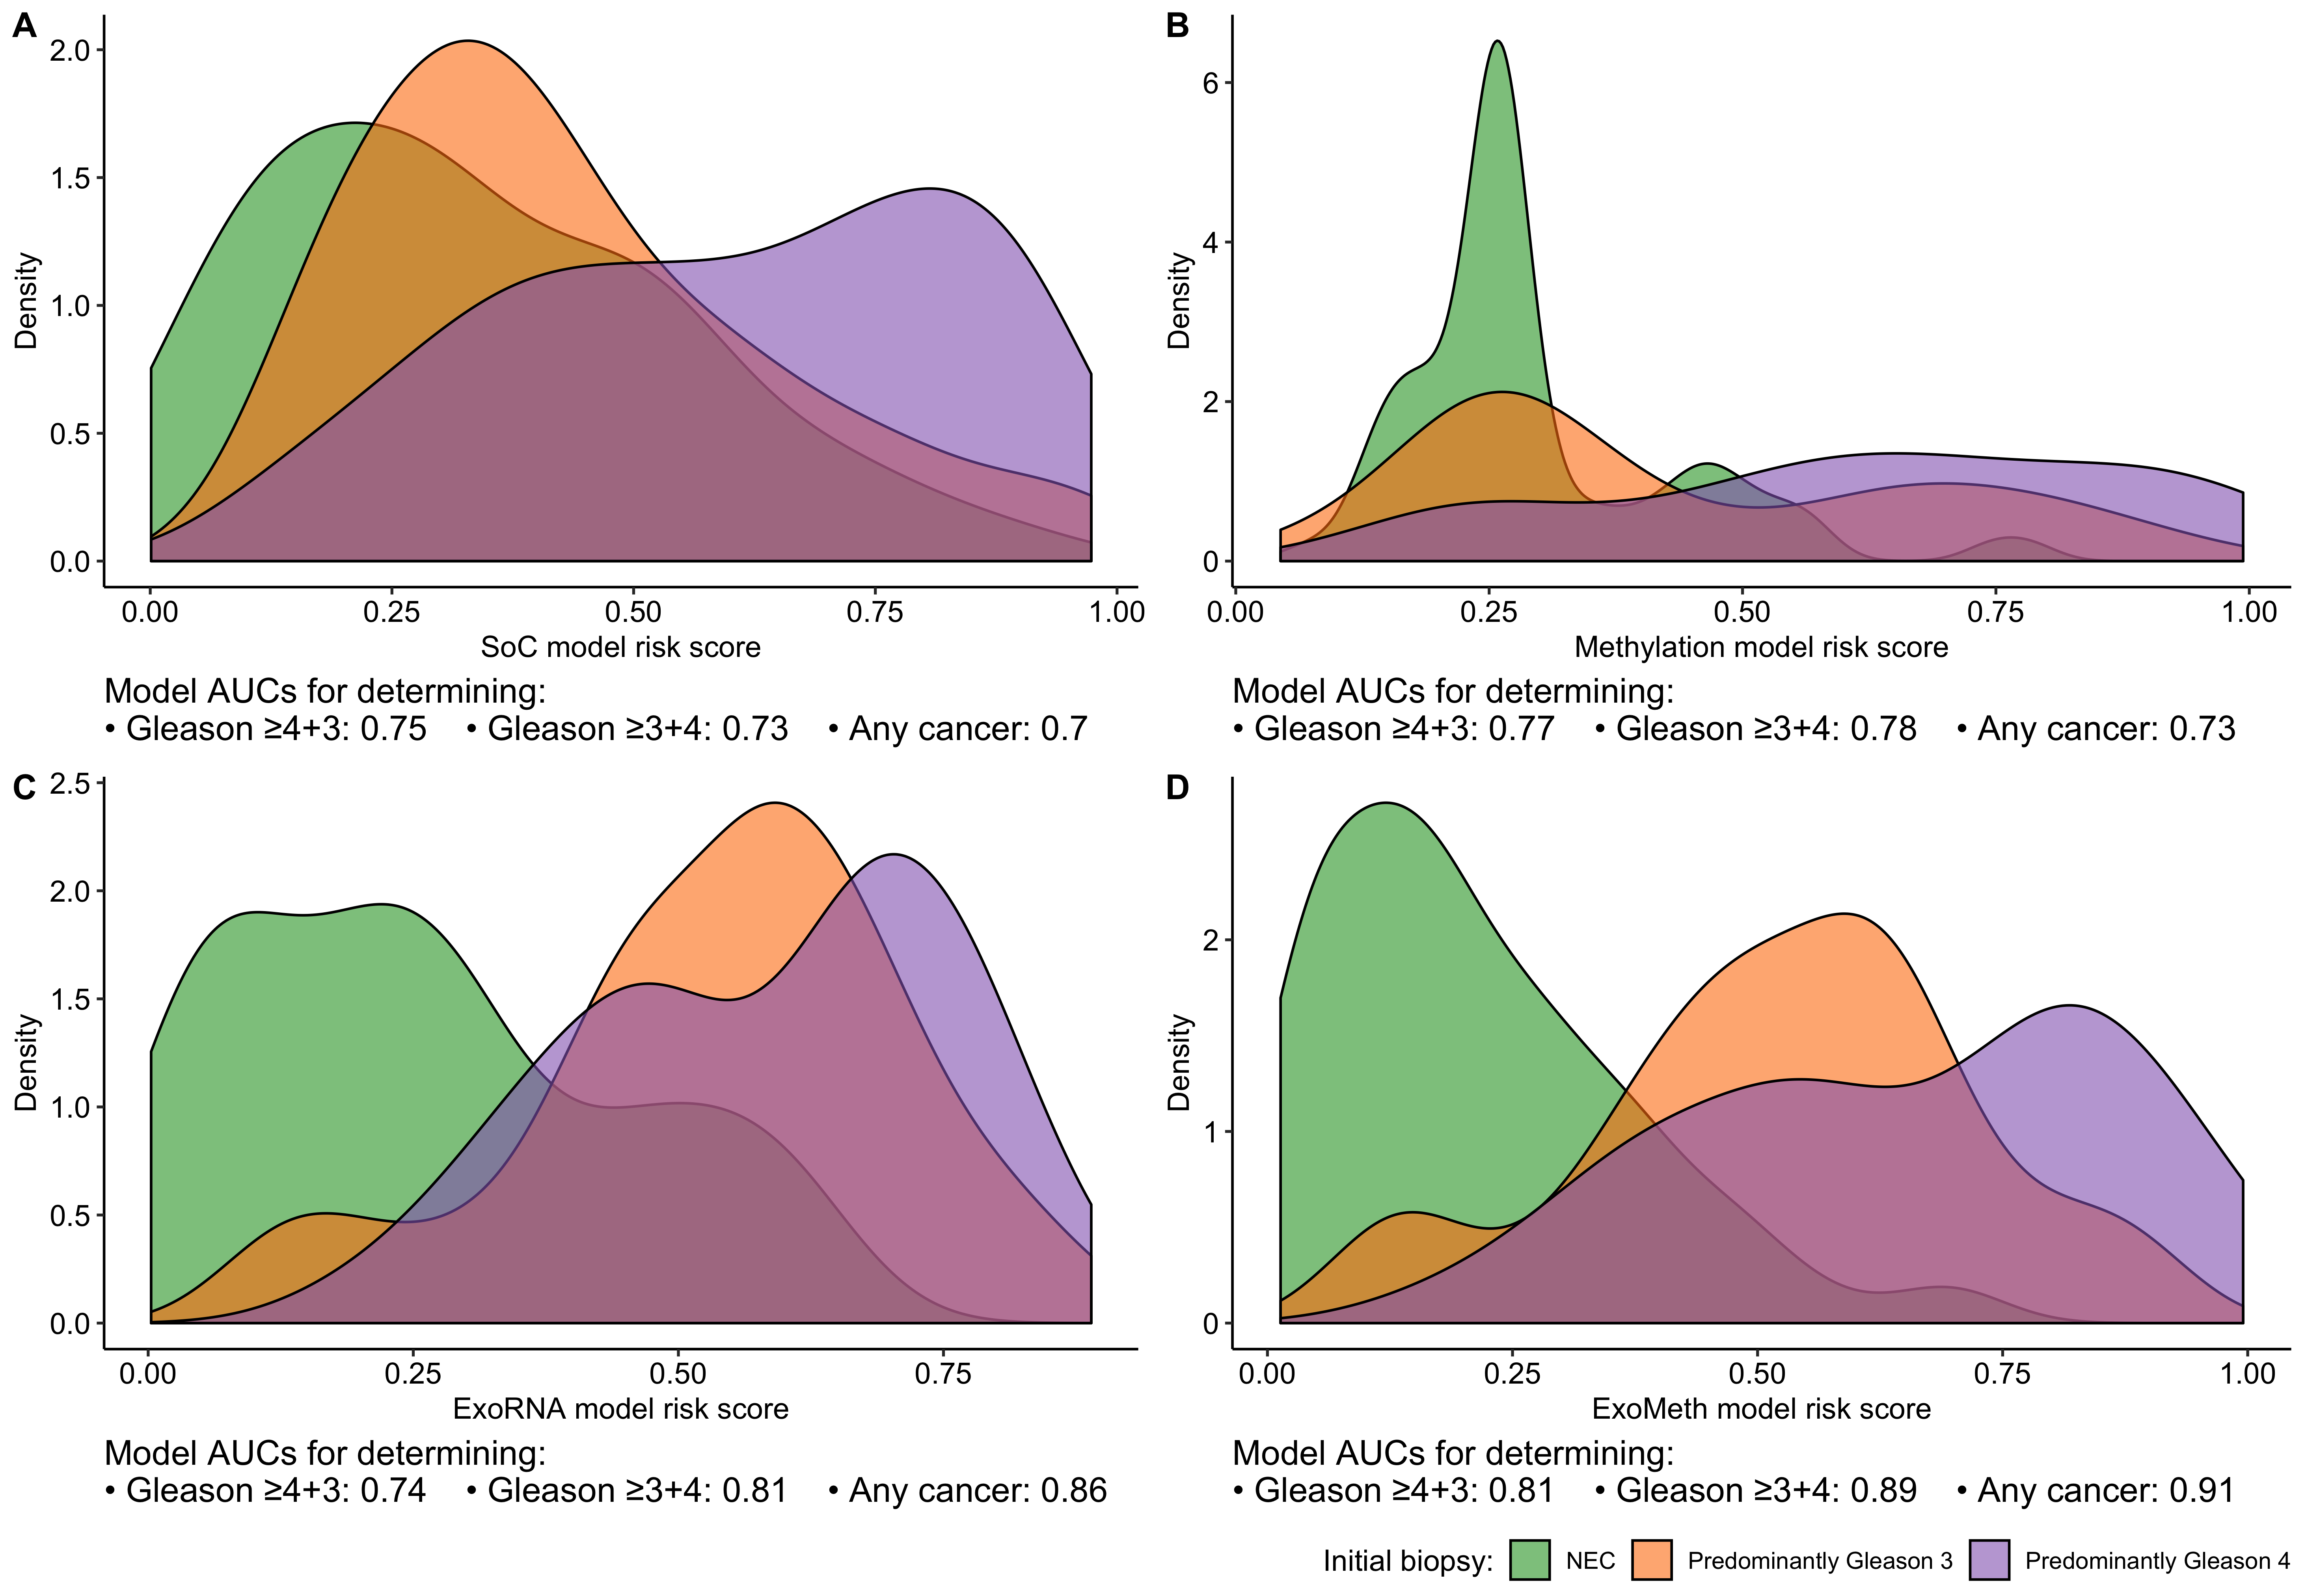 A
2.0
1.5
1.0
0.5
0.0
Density
0.00 0.25 0.50 0.75 1.00
SoC model risk score
Model AUCs for determining:
• Gleason ≥4+3: 0.75 • Gleason ≥3+4: 0.73 • Any cancer: 0.7
B
6
4
2
0
Density
0.00 0.25 0.50 0.75 1.00
Methylation model risk score
Model AUCs for determining:
• Gleason ≥4+3: 0.77 • Gleason ≥3+4: 0.78 • Any cancer: 0.73
C
2.5
2.0
1.5
1.0
0.5
0.0
Density
0.00 0.25 0.50 0.75
ExoRNA model risk score
Model AUCs for determining:
• Gleason ≥4+3: 0.74 • Gleason ≥3+4: 0.81 • Any cancer: 0.86
D
2
1
0
Density
0.00 0.25 0.50 0.75 1.00
ExoMeth model risk score
Model AUCs for determining:
• Gleason ≥4+3: 0.81 • Gleason ≥3+4: 0.89 • Any cancer: 0.91
Initial biopsy: NEC Predominantly Gleason 3 Predominantly Gleason 4